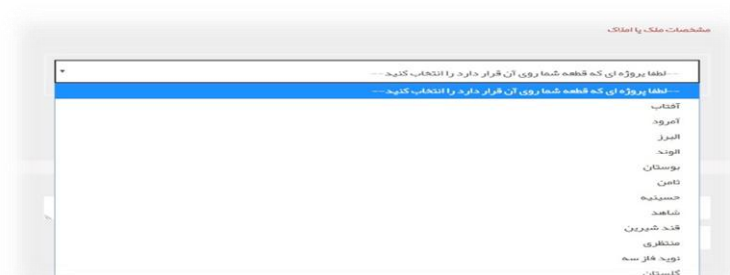 مشخصات ملک یا املاک
--لطفا پروژه ای که قطعه شما روی آن قرار دارد را انتخاب کنید--
--لطفا پروژه ای که قطعه شما روی آن قرار دارد را انتخاب کنید--
آفتاب
آمرود
البرز
الوند
بوستان
ثامن
حسینیه
شاهد
قند شیرین
منتظری
نوید فاز سه
گلستان